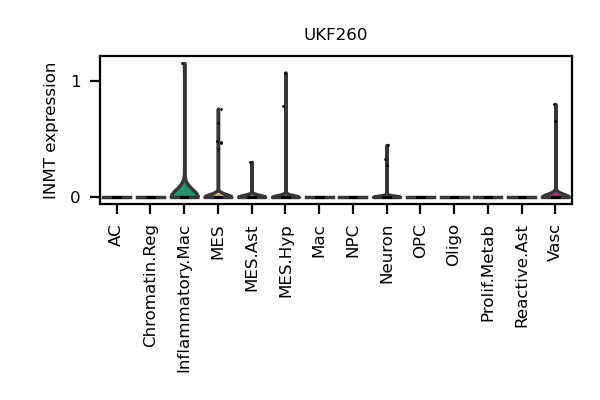 UKF260
INMT expression
1
0
AC
Chromatin.Reg
Inflammatory.Mac
MES
MES.Ast
MES.Hyp
Mac
NPC
Neuron
OPC
Oligo
Prolif.Metab
Reactive.Ast
Vasc